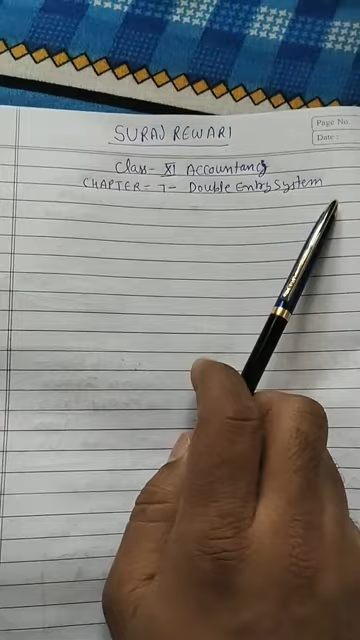 SURAJ REWARI
Page No.
Date :
Class - XI Accountancy
CHAPTER - 7 - Double Entry System